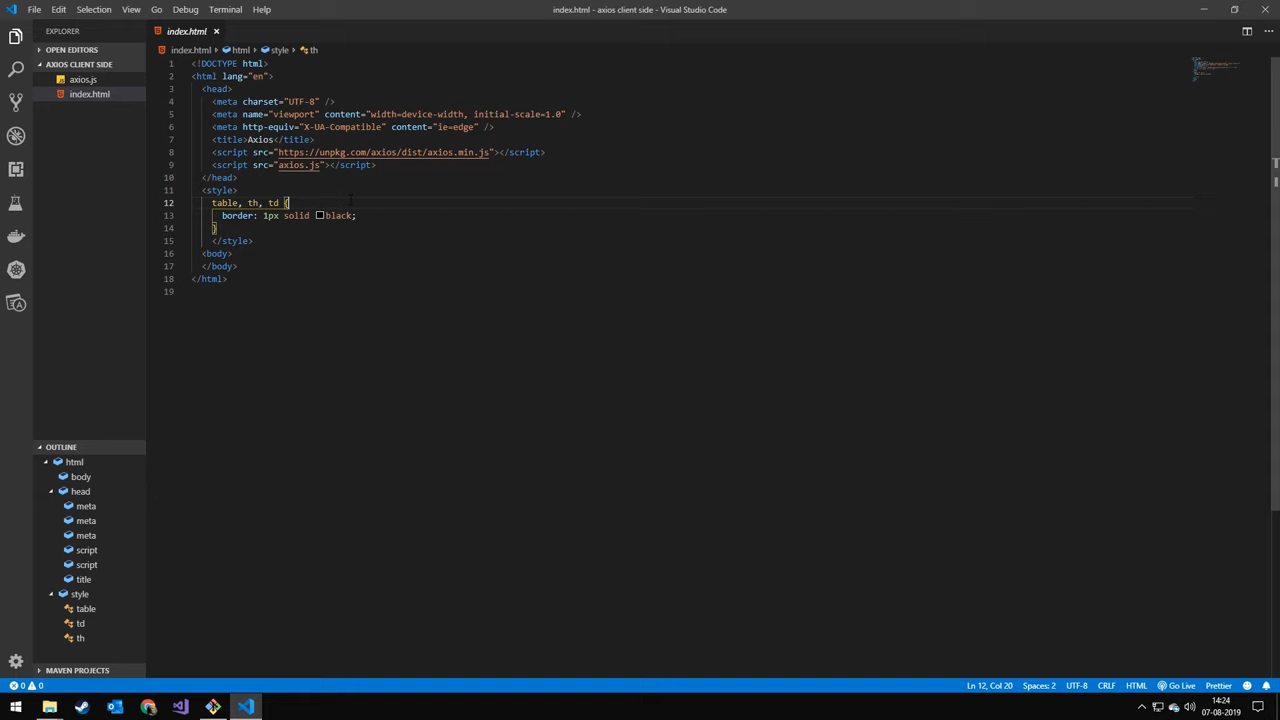 File Edit Selection View Go Debug Terminal Help
index.html - axios client side - Visual Studio Code
EXPLORER
OPEN EDITORS
AXIOS CLIENT SIDE
JS axios.js
index.html
index.html
index.html › html › style › th
1 <!DOCTYPE html>
2 <html lang="en">
3 <head>
4 <meta charset="UTF-8" />
5 <meta name="viewport" content="width=device-width, initial-scale=1.0" />
6 <meta http-equiv="X-UA-Compatible" content="ie=edge" />
7 <title>Axios</title>
8 <script src="https://unpkg.com/axios/dist/axios.min.js"></script>
9 <script src="axios.js"></script>
10 </head>
11 <style>
12 table, th, td {
13 border: 1px solid black;
14 }
15 </style>
16 <body>
17 </body>
18 </html>
19
OUTLINE
html
body
head
meta
meta
meta
script
script
title
style
table
td
th
MAVEN PROJECTS
0 0
Ln 12, Col 20 Spaces: 2 UTF-8 CRLF HTML Go Live Prettier
14:24
07-08-2019